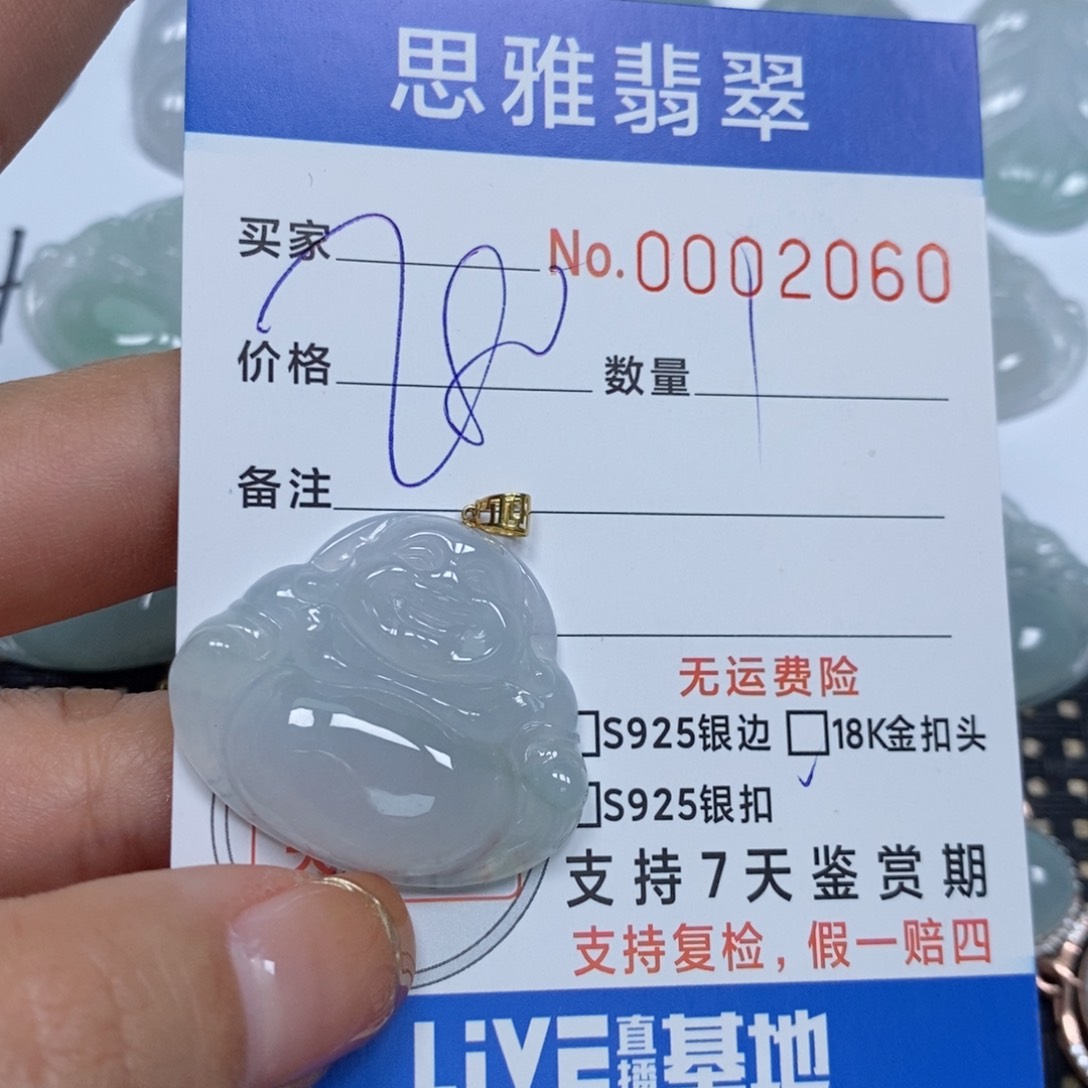 思雅翡翠
买家 No.0002060
价格 数量 1
备注
无运费险
S925银边 18K金扣头
S925银扣
支持7天鉴赏期
支持复检，假一赔四
LiVE直播基地